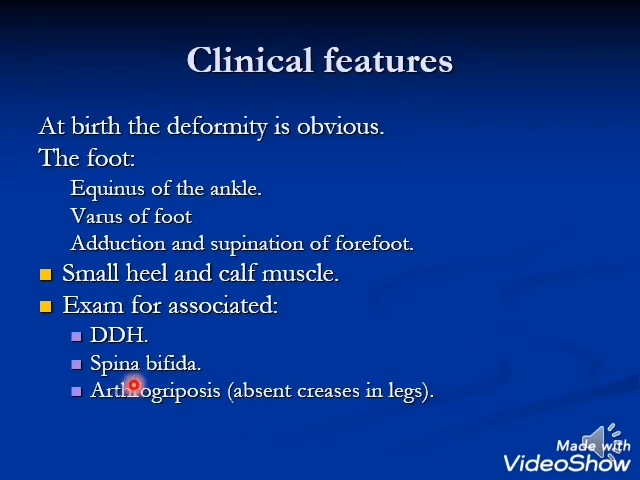 Clinical features
At birth the deformity is obvious.
The foot:
Equinus of the ankle.
Varus of foot
Adduction and supination of forefoot.
Small heel and calf muscle.
Exam for associated:
DDH.
Spina bifida.
Arthrogriposis (absent creases in legs).
Made with
VideoShow